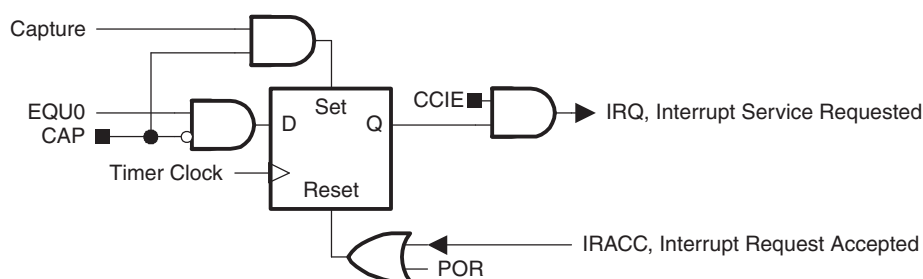 Capture
EQU0
CAP
Timer Clock
Set
D
Q
Reset
CCIE
IRQ, Interrupt Service Requested
IRACC, Interrupt Request Accepted
POR